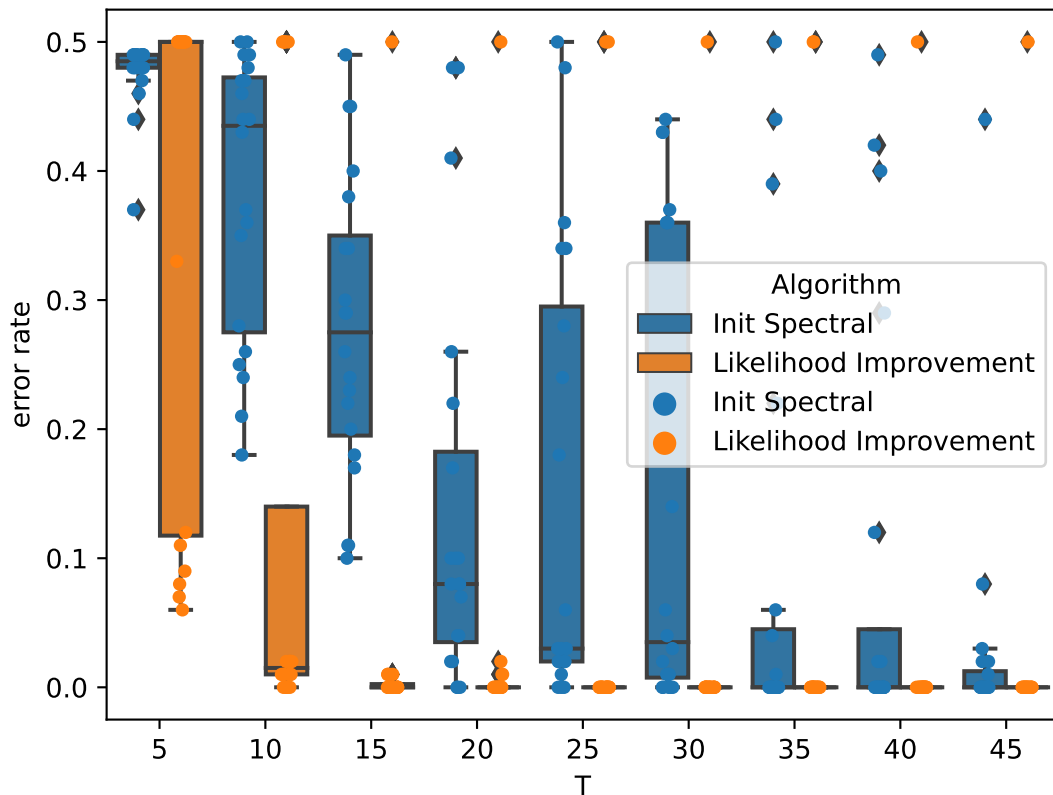 0.5
0.4
0.3
0.2
0.1
0.0
error rate
Algorithm
Init Spectral
Likelihood Improvement
Init Spectral
Likelihood Improvement
5 10 15 20 25 30 35 40 45
T